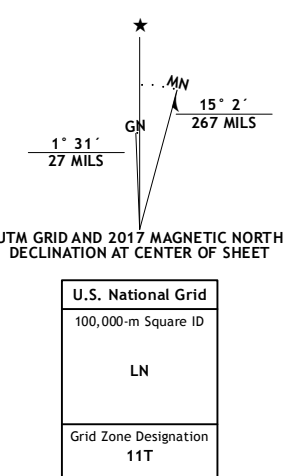 ★
MN
15° 2´
267 MILS
GN
1° 31´
27 MILS
UTM GRID AND 2017 MAGNETIC NORTH
DECLINATION AT CENTER OF SHEET
U.S. National Grid
100,000-m Square ID
LN
Grid Zone Designation
11T